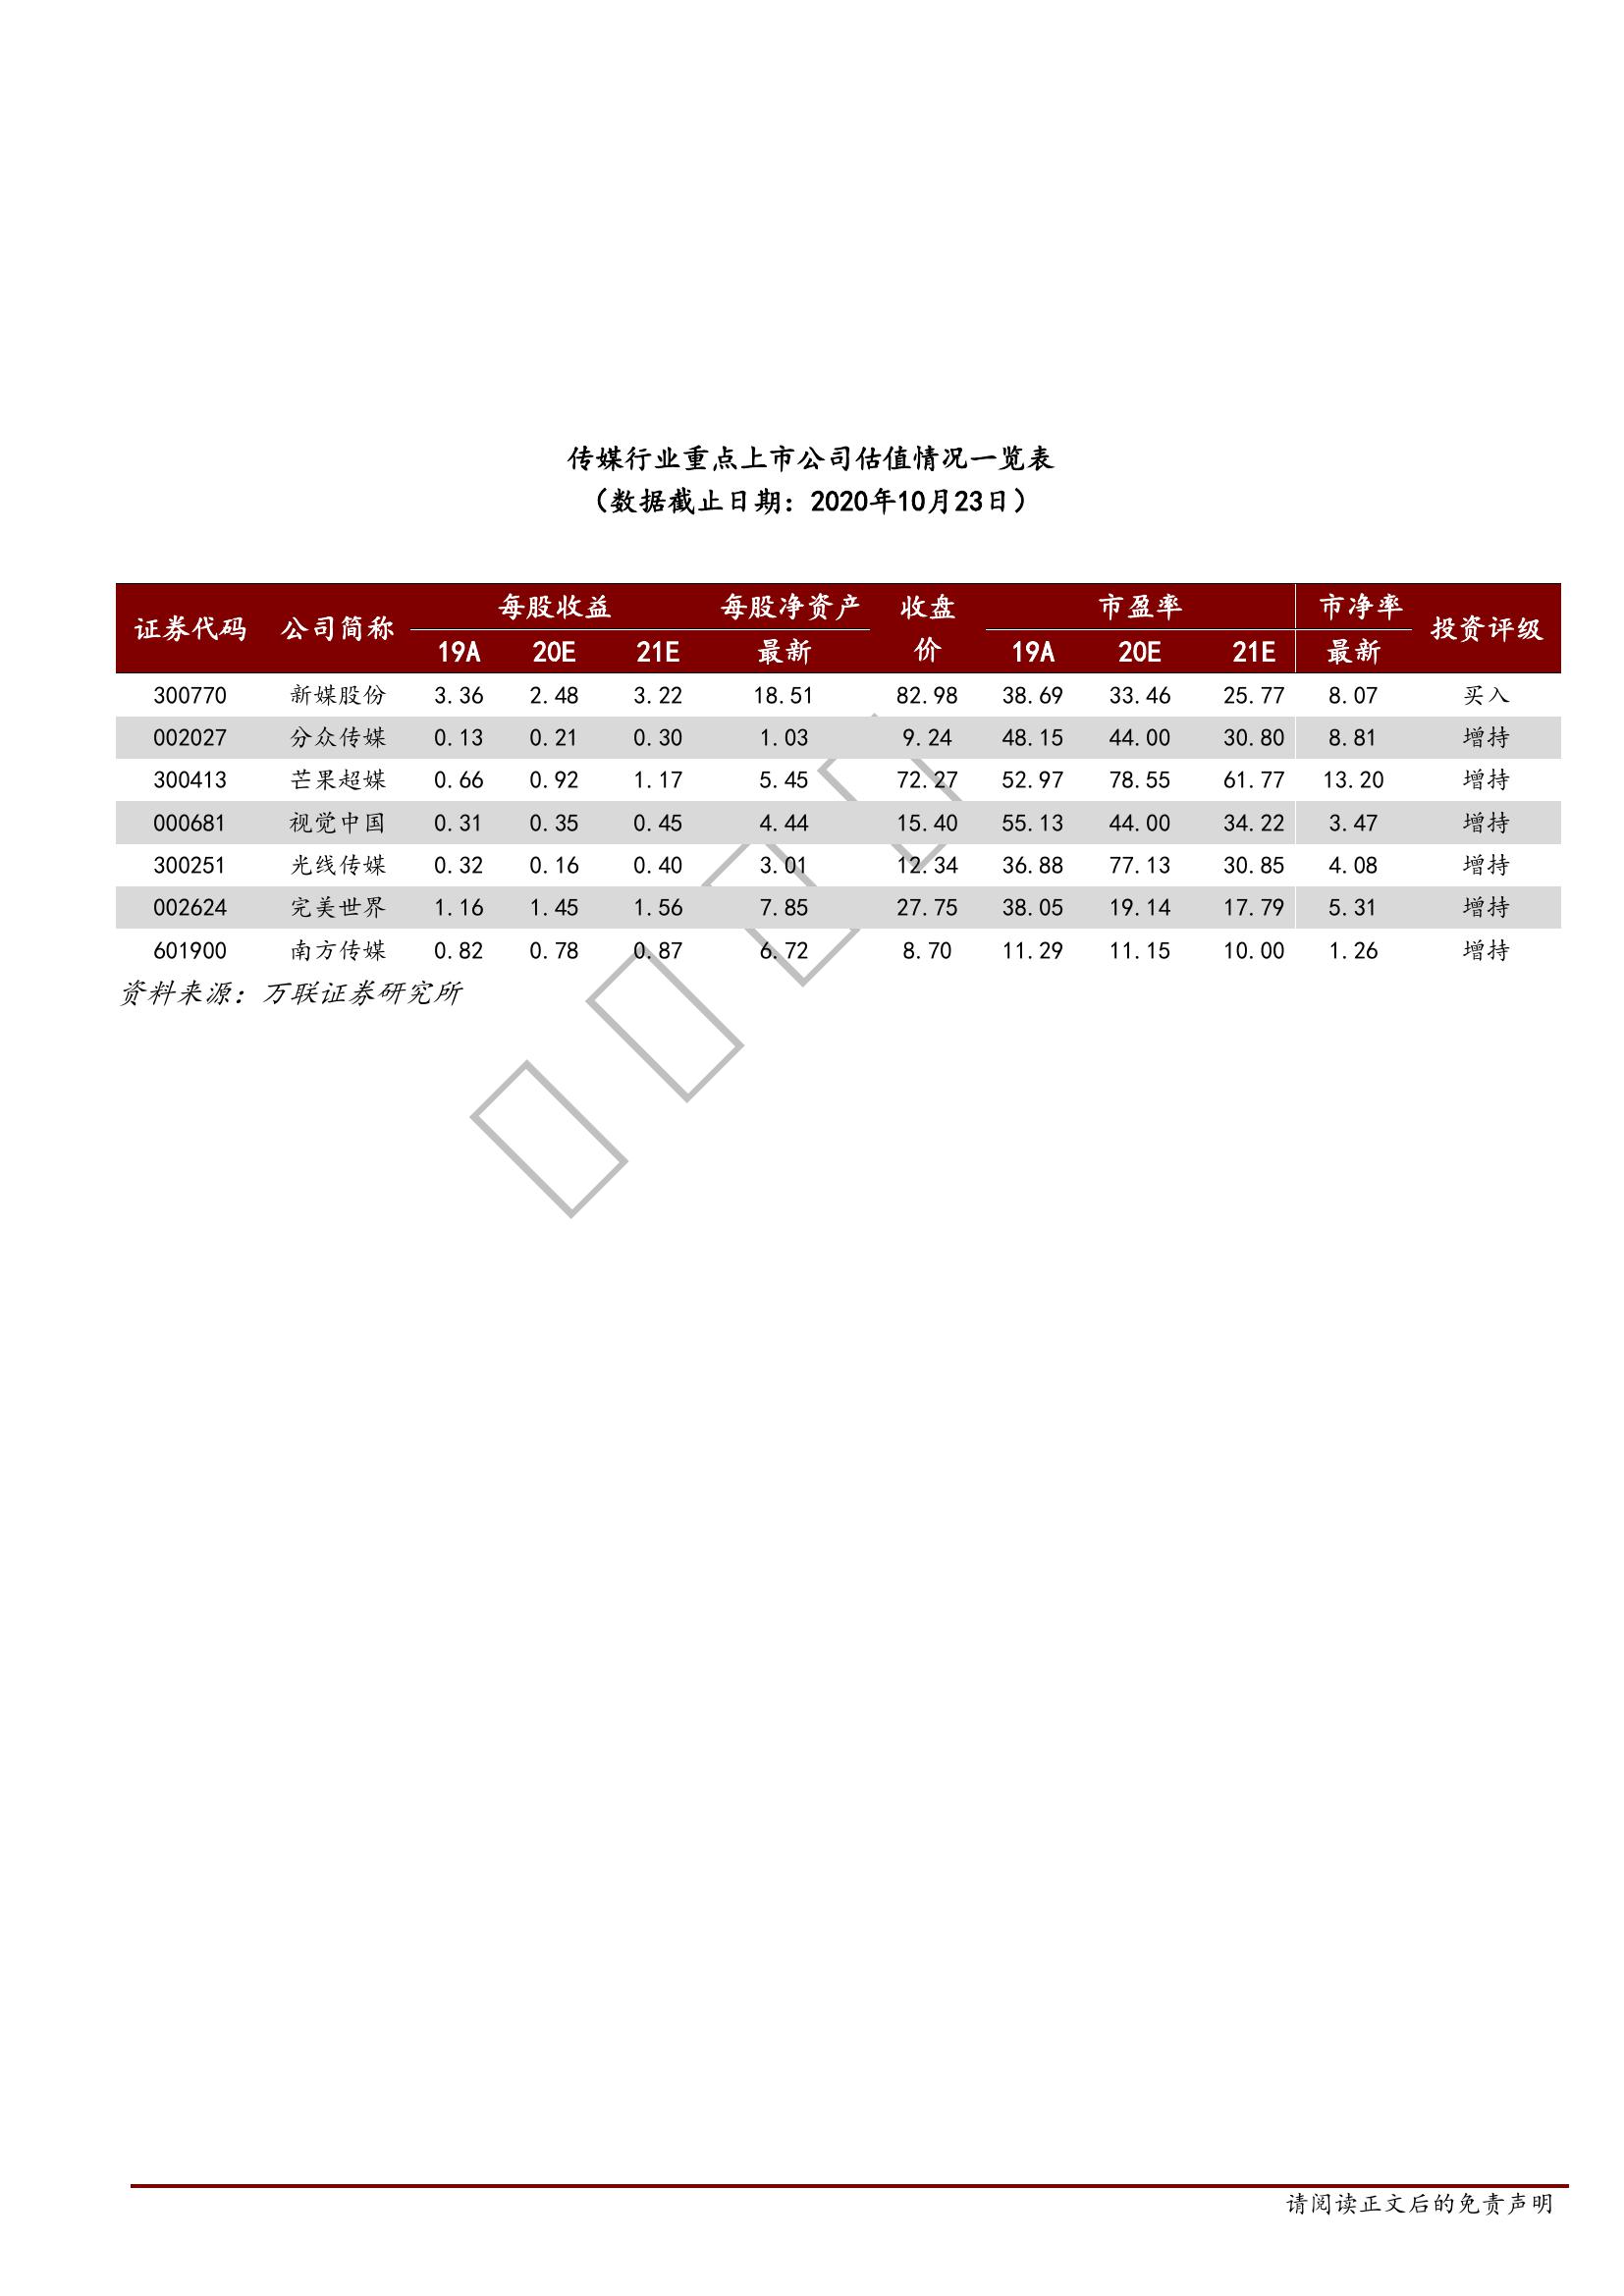 传媒行业重点上市公司估值情况一览表
（数据截止日期：2020年10月23日）
证券代码 公司简称 每股收益 每股净资产 收盘价 市盈率 市净率 投资评级
19A 20E 21E 最新 19A 20E 21E 最新
300770 新媒股份 3.36 2.48 3.22 18.51 82.98 38.69 33.46 25.77 8.07 买入
002027 分众传媒 0.13 0.21 0.30 1.03 9.24 48.15 44.00 30.80 8.81 增持
300413 芒果超媒 0.66 0.92 1.17 5.45 72.27 52.97 78.55 61.77 13.20 增持
000681 视觉中国 0.31 0.35 0.45 4.44 15.40 55.13 44.00 34.22 3.47 增持
300251 光线传媒 0.32 0.16 0.40 3.01 12.34 36.88 77.13 30.85 4.08 增持
002624 完美世界 1.16 1.45 1.56 7.85 27.75 38.05 19.14 17.79 5.31 增持
601900 南方传媒 0.82 0.78 0.87 6.72 8.70 11.29 11.15 10.00 1.26 增持
资料来源：万联证券研究所
请阅读正文后的免责声明